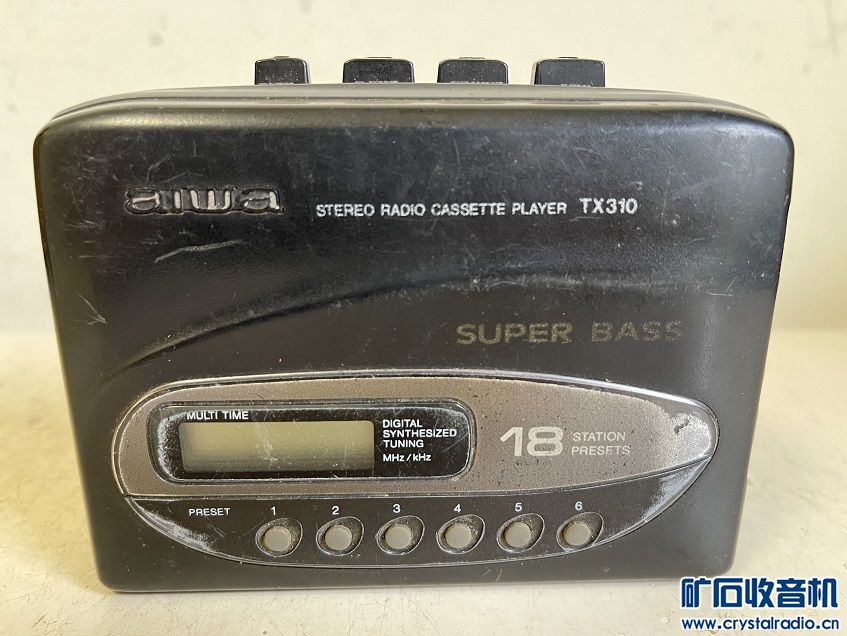 aiwa
STEREO RADIO CASSETTE PLAYER TX310
SUPER BASS
MULTI TIME
DIGITAL
SYNTHESIZED
TUNING
MHz/kHz
18 STATION
PRESETS
PRESET 1 2 3 4 5 6
矿石收音机
www.crystalradio.cn